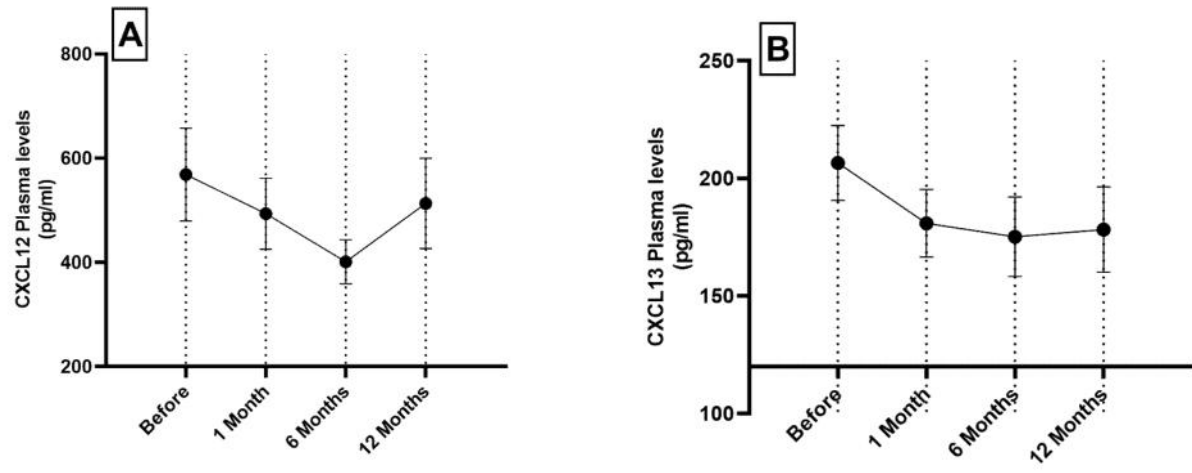 A
CXCL12 Plasma levels
(pg/ml)
800
600
400
200
Before
1 Month
6 Months
12 Months
B
CXCL13 Plasma levels
(pg/ml)
250
200
150
100
Before
1 Month
6 Months
12 Months